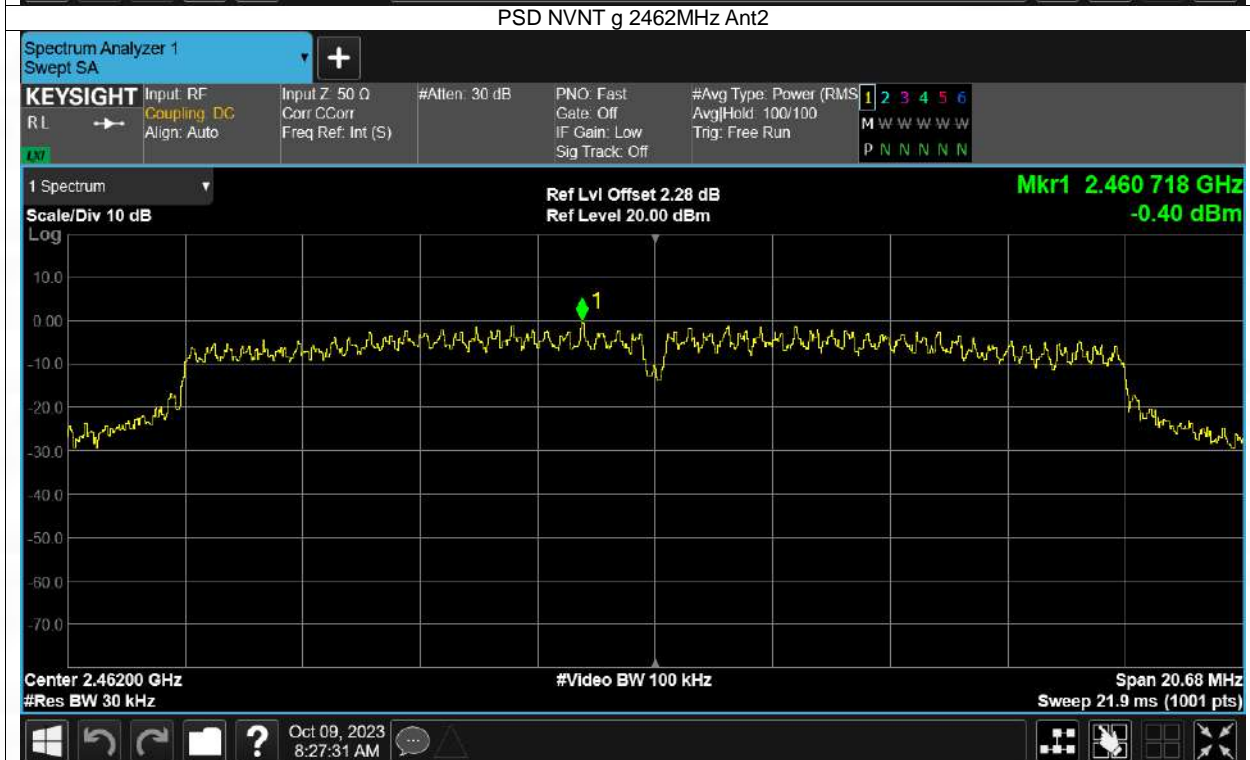 PSD NVNT g 2462MHz Ant2
Spectrum Analyzer 1
Swept SA
+
KEYSIGHT
RL
LXI
Input: RF
Coupling: DC
Align: Auto
Input Z: 50 Ω
Corr CCorr
Freq Ref: Int (S)
#Atten: 30 dB
PNO: Fast
Gate: Off
IF Gain: Low
Sig Track: Off
#Avg Type: Power (RMS
Avg|Hold: 100/100
Trig: Free Run
1 2 3 4 5 6
M W W W W W
P N N N N N
1 Spectrum
Scale/Div 10 dB
Log
Ref Lvl Offset 2.28 dB
Ref Level 20.00 dBm
Mkr1 2.460 718 GHz
-0.40 dBm
10.0
0.00
-10.0
-20.0
-30.0
-40.0
-50.0
-60.0
-70.0
1
Center 2.46200 GHz
#Res BW 30 kHz
#Video BW 100 kHz
Span 20.68 MHz
Sweep 21.9 ms (1001 pts)
?
Oct 09, 2023
8:27:31 AM